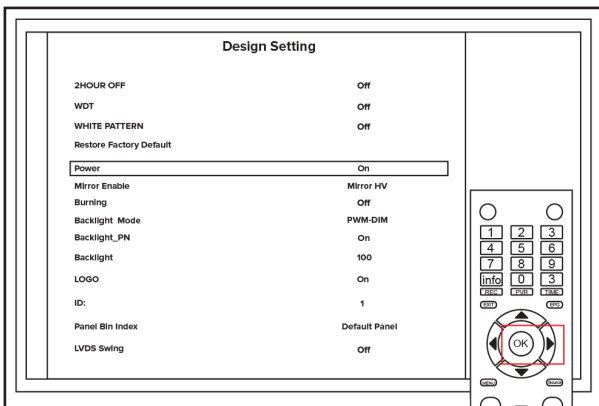 Design Setting
2HOUR OFF Off
WDT Off
WHITE PATTERN Off
Restore Factory Default
Power On
Mirror Enable Mirror HV
Burning Off
Backlight Mode PWM-DIM
Backlight_PN On
Backlight 100
LOGO On
ID: 1
Panel Bin Index Default Panel
LVDS Swing Off
1 2 3
4 5 6
7 8 9
info 0 3
REC PVR TIME
EXIT EPG
OK
MENU Source